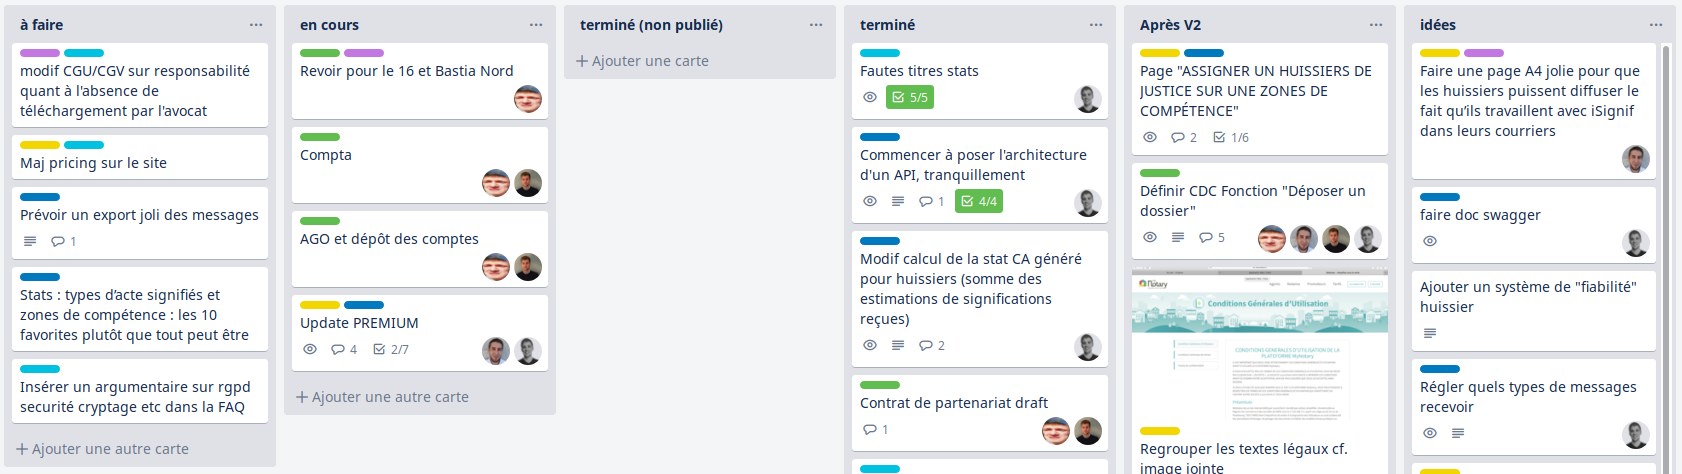 à faire
modif CGU/CGV sur responsabilité
quant à l'absence de
téléchargement par l'avocat
Maj pricing sur le site
Prévoir un export joli des messages
1
Stats : types d'acte signifiés et
zones de compétence : les 10
favorites plutôt que tout peut être
Insérer un argumentaire sur rgpd
securité cryptage etc dans la FAQ
+ Ajouter une autre carte
en cours
Revoir pour le 16 et Bastia Nord
Compta
AGO et dépôt des comptes
Update PREMIUM
4 2/7
+ Ajouter une autre carte
terminé (non publié)
+ Ajouter une carte
terminé
Fautes titres stats
5/5
Commencer à poser l'architecture
d'un API, tranquillement
1 4/4
Modif calcul de la stat CA généré
pour huissiers (somme des
estimations de significations
reçues)
2
Contrat de partenariat draft
1
Après V2
Page "ASSIGNER UN HUISSIERS DE
JUSTICE SUR UNE ZONES DE
COMPÉTENCE"
2 1/6
Définir CDC Fonction "Déposer un
dossier"
5
Notary
Conditions Générales d'Utilisation
CONDITIONS GENERALES D'UTILISATION DE LA
PLATEFORME MyNotary
Regrouper les textes légaux cf.
image jointe
idées
Faire une page A4 jolie pour que
les huissiers puissent diffuser le
fait qu'ils travaillent avec iSignif
dans leurs courriers
faire doc swagger
Ajouter un système de "fiabilité"
huissier
Régler quels types de messages
recevoir